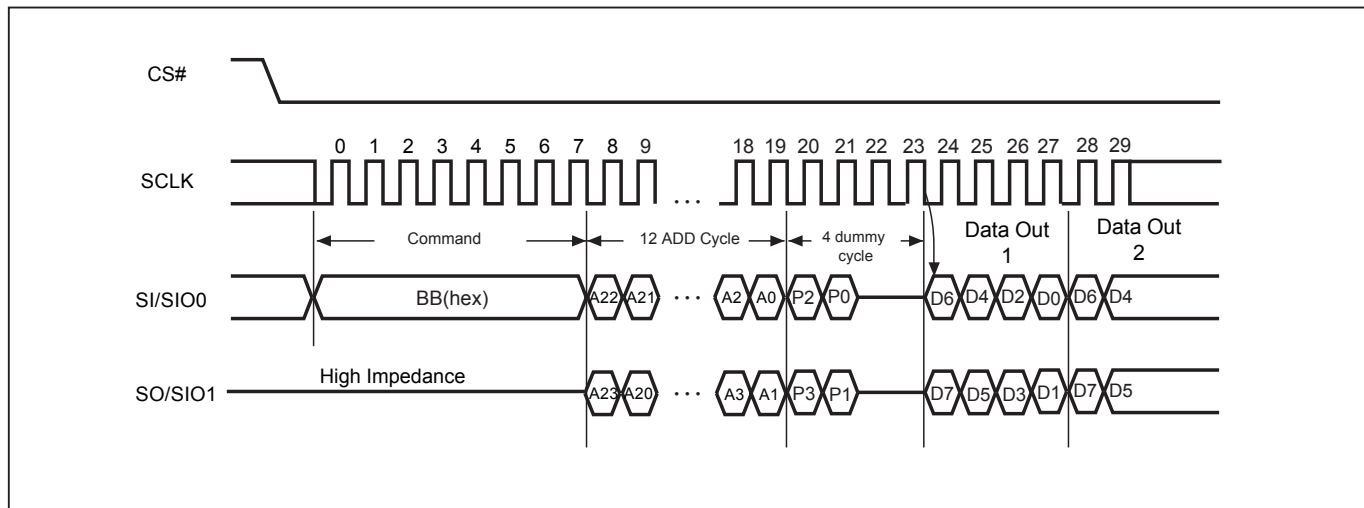 CS#
0 1 2 3 4 5 6 7 8 9 18 19 20 21 22 23 24 25 26 27 28 29
SCLK
...
Command
12 ADD Cycle
4 dummy
cycle
Data Out
1
Data Out
2
SI/SIO0
BB(hex)
A22 A21 ... A2 A0 P2 P0 D6 D4 D2 D0 D6 D4
High Impedance
SO/SIO1
A23 A20 ... A3 A1 P3 P1 D7 D5 D3 D1 D7 D5